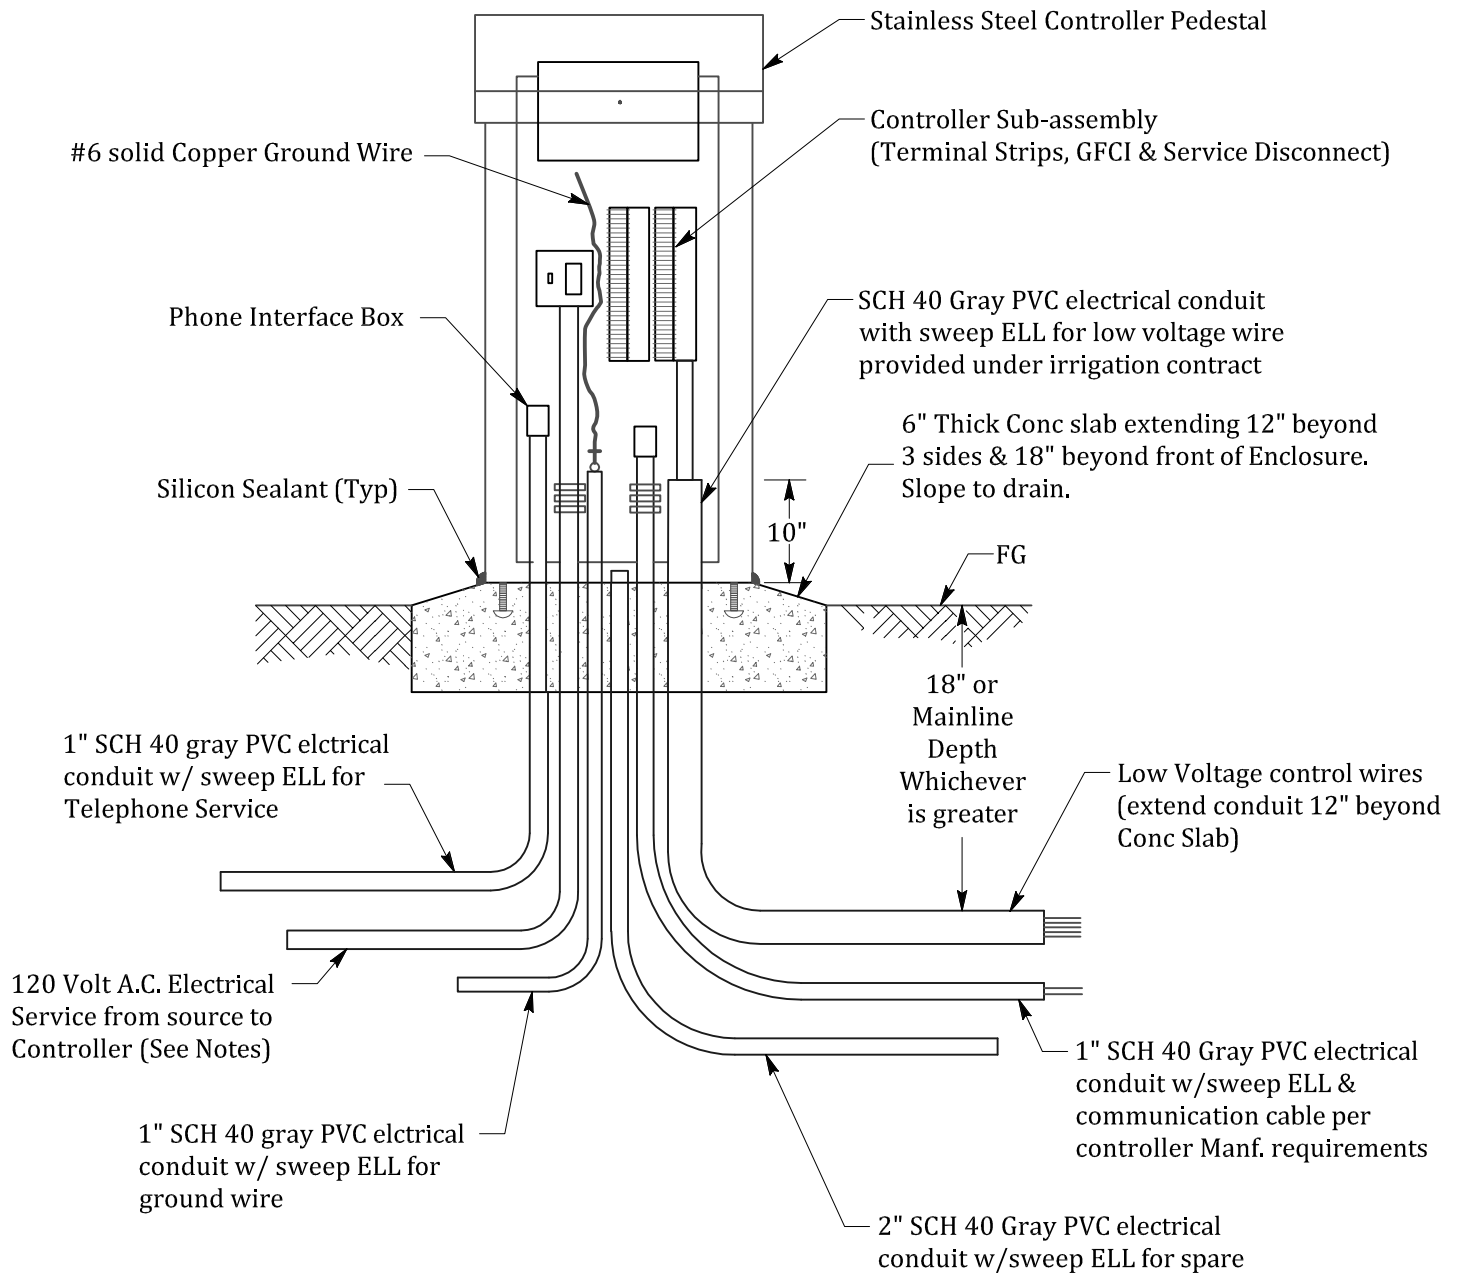 Stainless Steel Controller Pedestal
Controller Sub-assembly
(Terminal Strips, GFCI & Service Disconnect)
#6 solid Copper Ground Wire
SCH 40 Gray PVC electrical conduit
with sweep ELL for low voltage wire
provided under irrigation contract
Phone Interface Box
6" Thick Conc slab extending 12" beyond
3 sides & 18" beyond front of Enclosure.
Slope to drain.
Silicon Sealant (Typ)
10"
FG
18" or
Mainline
Depth
Whichever
is greater
1" SCH 40 gray PVC elctrical
conduit w/ sweep ELL for
Telephone Service
Low Voltage control wires
(extend conduit 12" beyond
Conc Slab)
120 Volt A.C. Electrical
Service from source to
Controller (See Notes)
1" SCH 40 Gray PVC electrical
conduit w/sweep ELL &
communication cable per
controller Manf. requirements
1" SCH 40 gray PVC elctrical
conduit w/ sweep ELL for
ground wire
2" SCH 40 Gray PVC electrical
conduit w/sweep ELL for spare